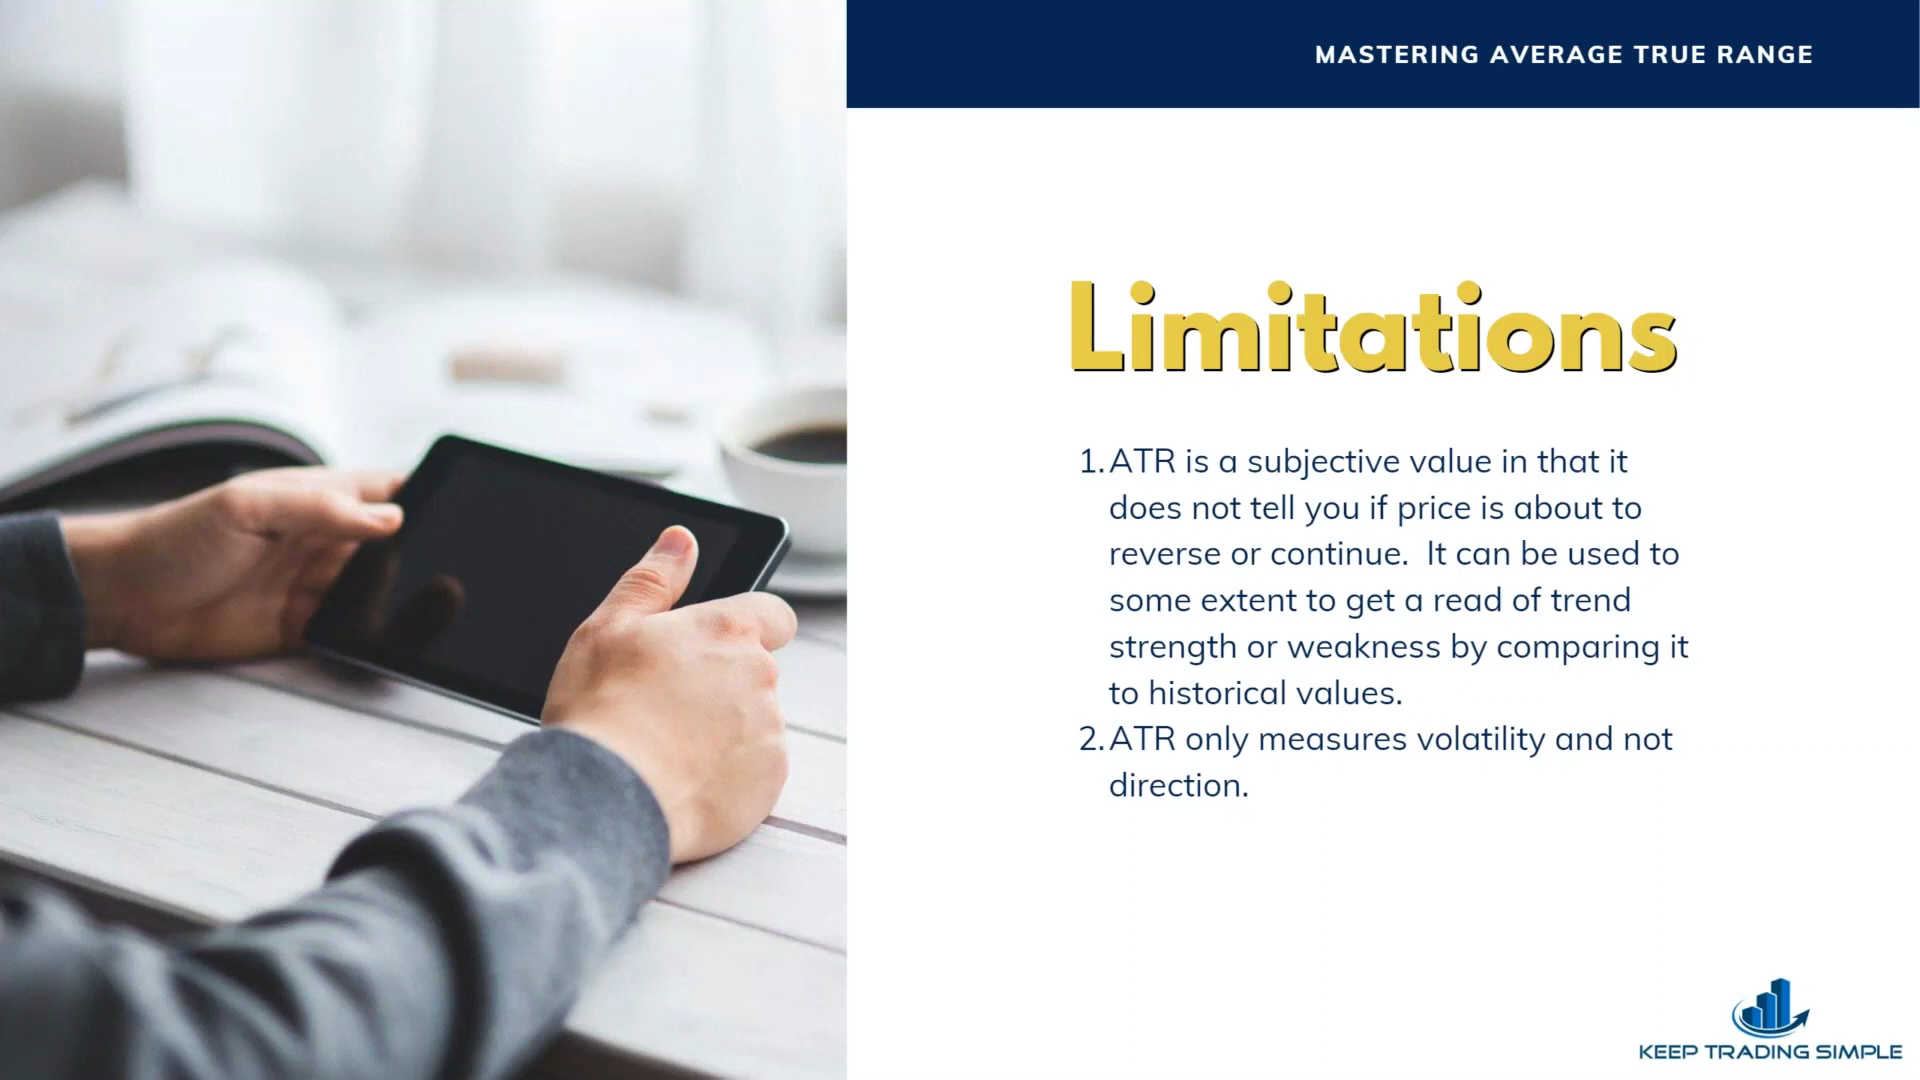 MASTERING AVERAGE TRUE RANGE
Limitations
1. ATR is a subjective value in that it
does not tell you if price is about to
reverse or continue.  It can be used to
some extent to get a read of trend
strength or weakness by comparing it
to historical values.
2. ATR only measures volatility and not
direction.
KEEP TRADING SIMPLE